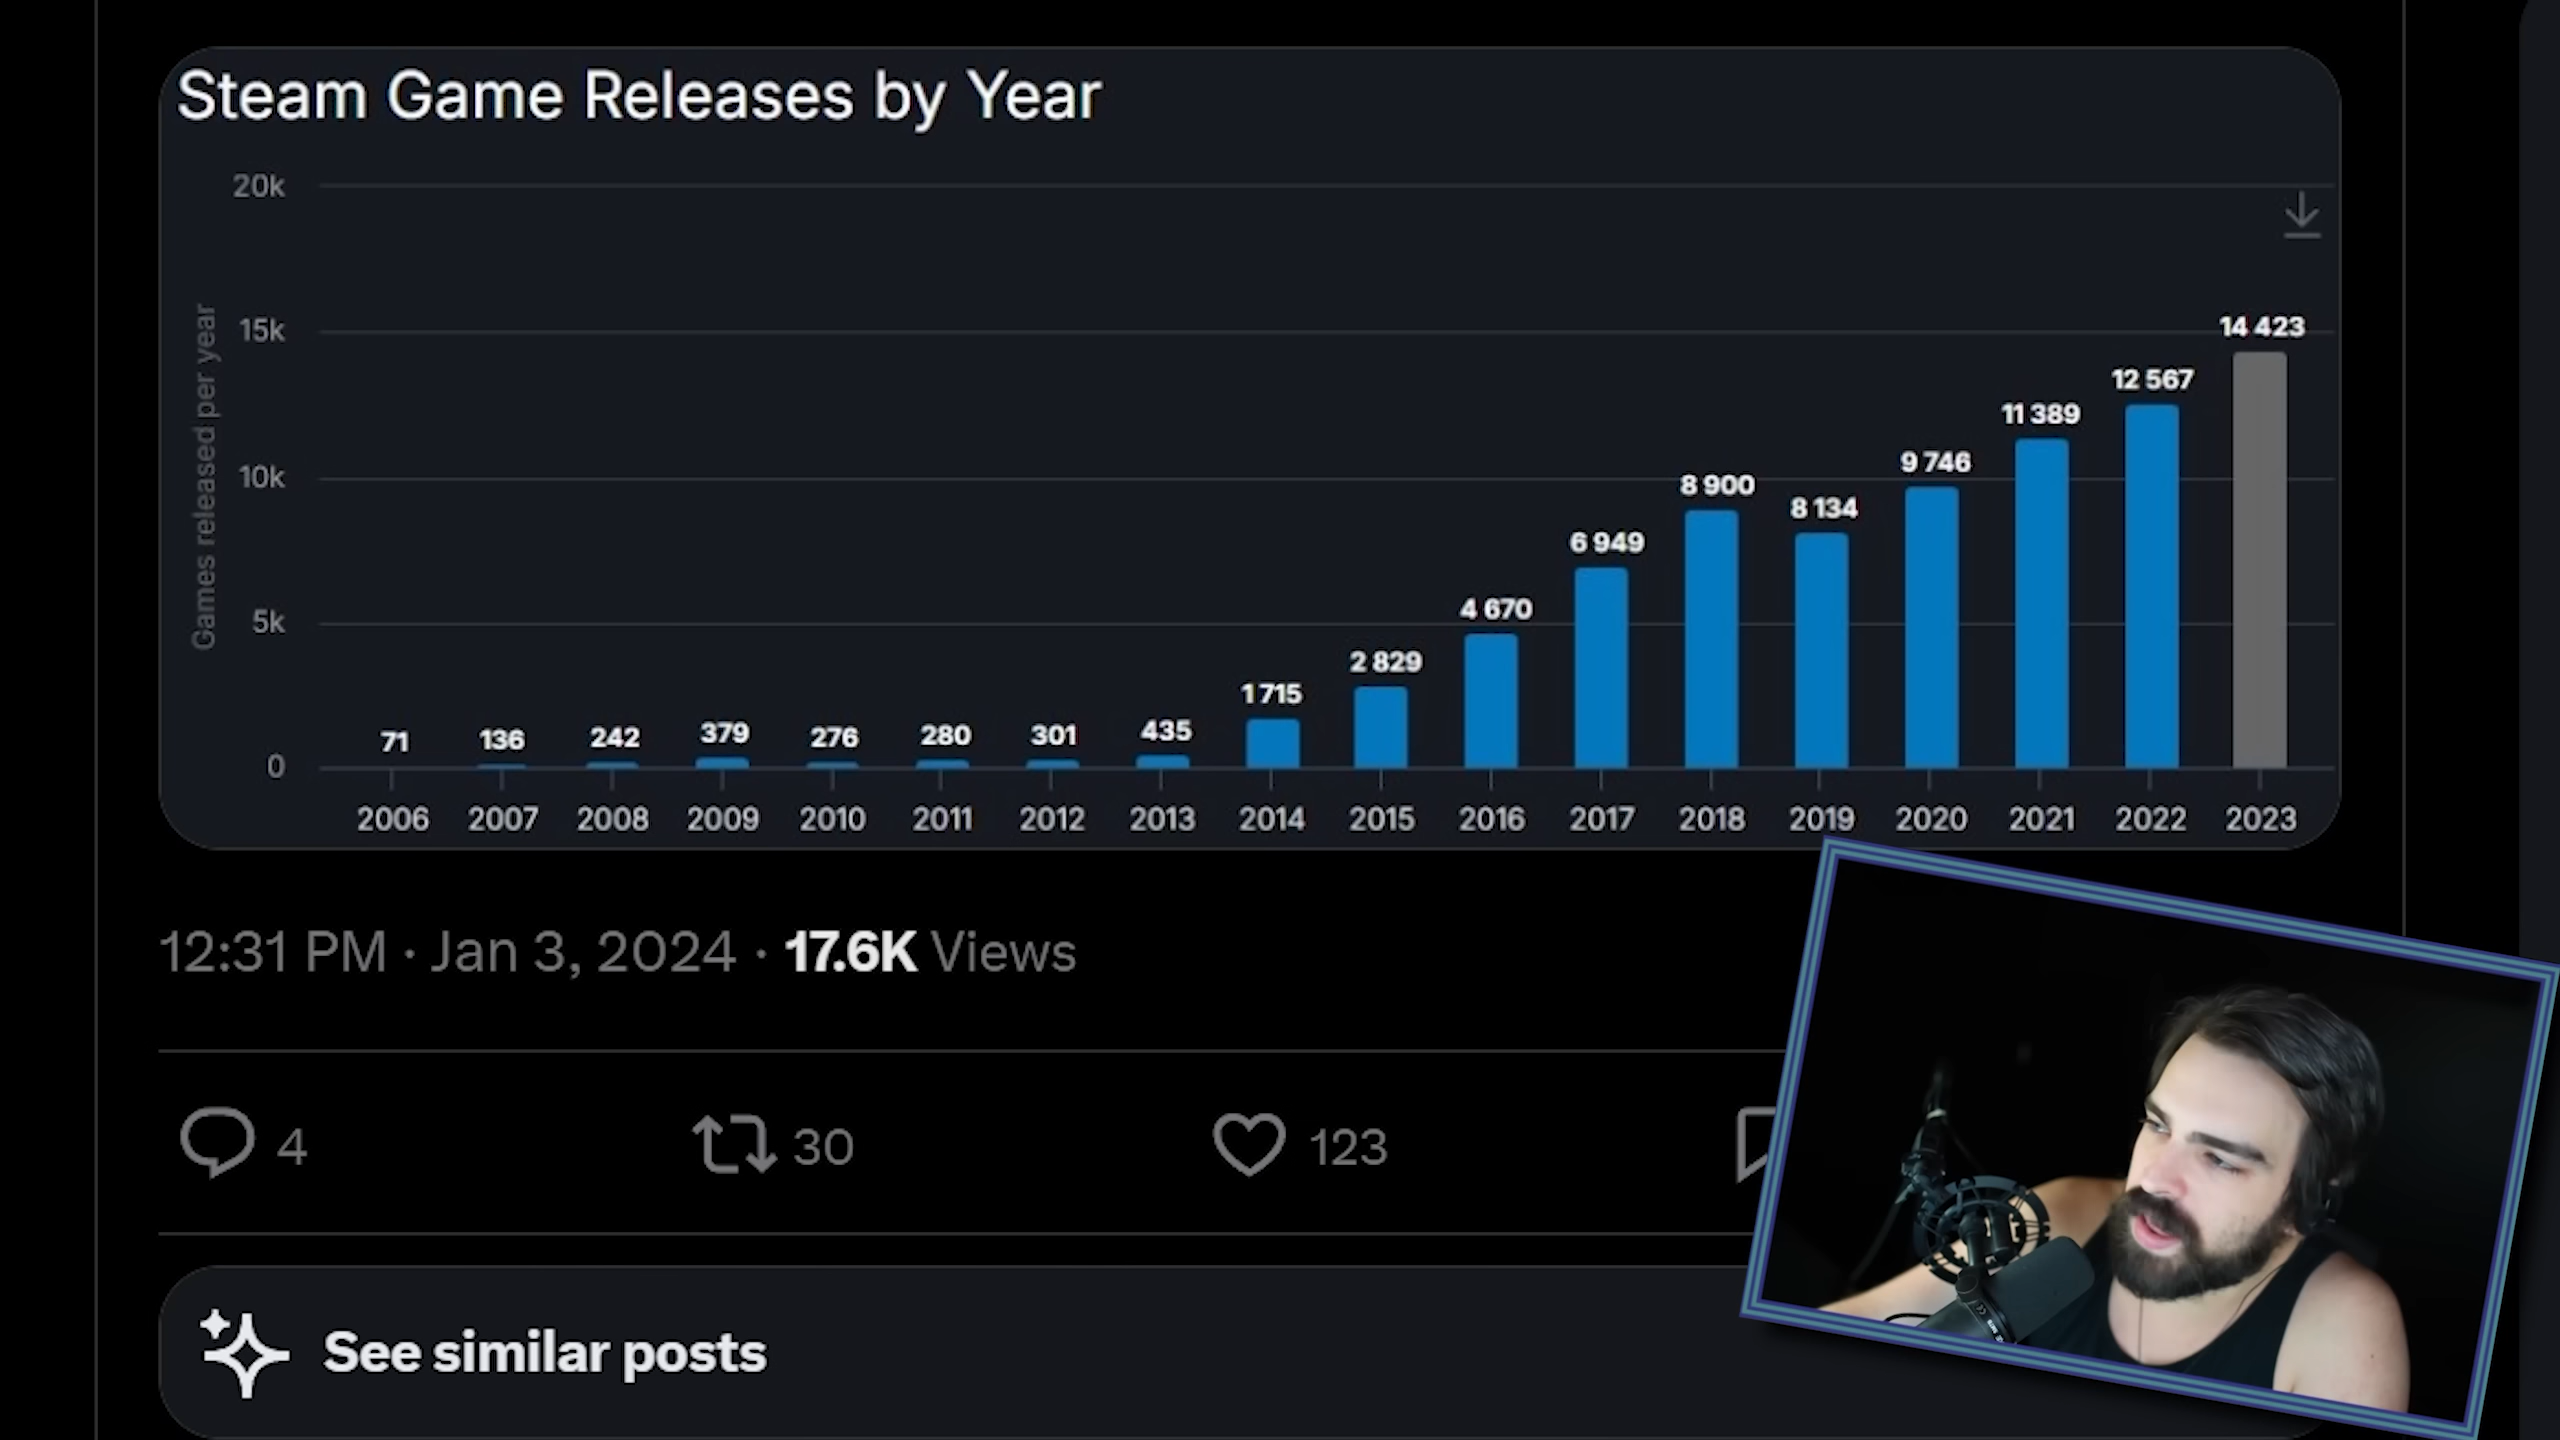 Steam Game Releases by Year
20k
15k
10k
5k
0
Games released per year
71
136
242
379
276
280
301
435
1 715
2 829
4 670
6 949
8 900
8 134
9 746
11 389
12 567
14 423
2006 2007 2008 2009 2010 2011 2012 2013 2014 2015 2016 2017 2018 2019 2020 2021 2022 2023
12:31 PM · Jan 3, 2024 · 17.6K Views
4 30 123
See similar posts